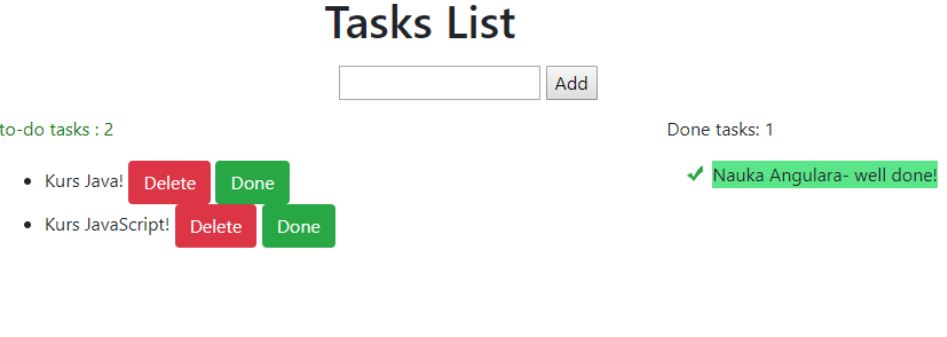 Tasks List
Add
to-do tasks : 2
Kurs Java! Delete Done
Kurs JavaScript! Delete Done
Done tasks: 1
Nauka Angulara- well done!